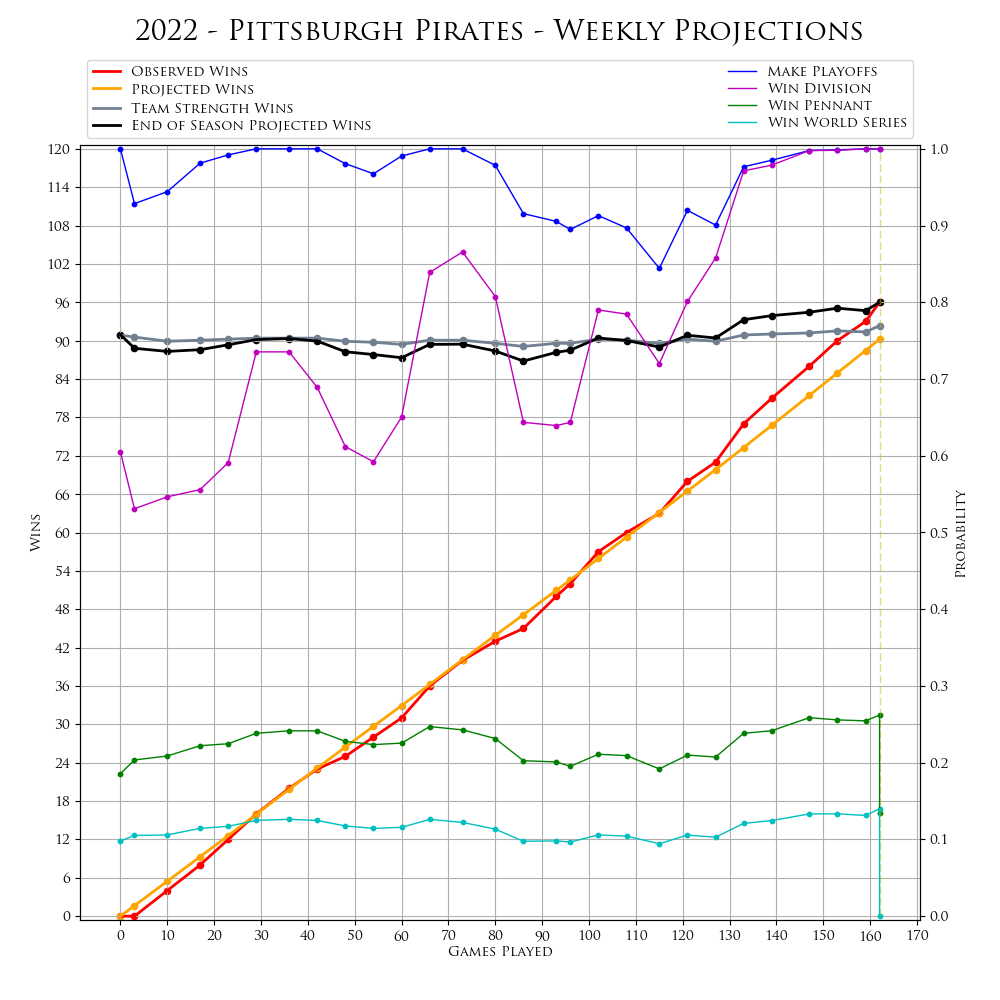 2022 - Pittsburgh Pirates - Weekly Projections
Observed Wins
Projected Wins
Team Strength Wins
End of Season Projected Wins
Make Playoffs
Win Division
Win Pennant
Win World Series
120
114
108
102
96
90
84
78
72
66
60
54
48
42
36
30
24
18
12
6
0
Wins
1.0
0.9
0.8
0.7
0.6
0.5
0.4
0.3
0.2
0.1
0.0
Probability
0 10 20 30 40 50 60 70 80 90 100 110 120 130 140 150 160 170
Games Played